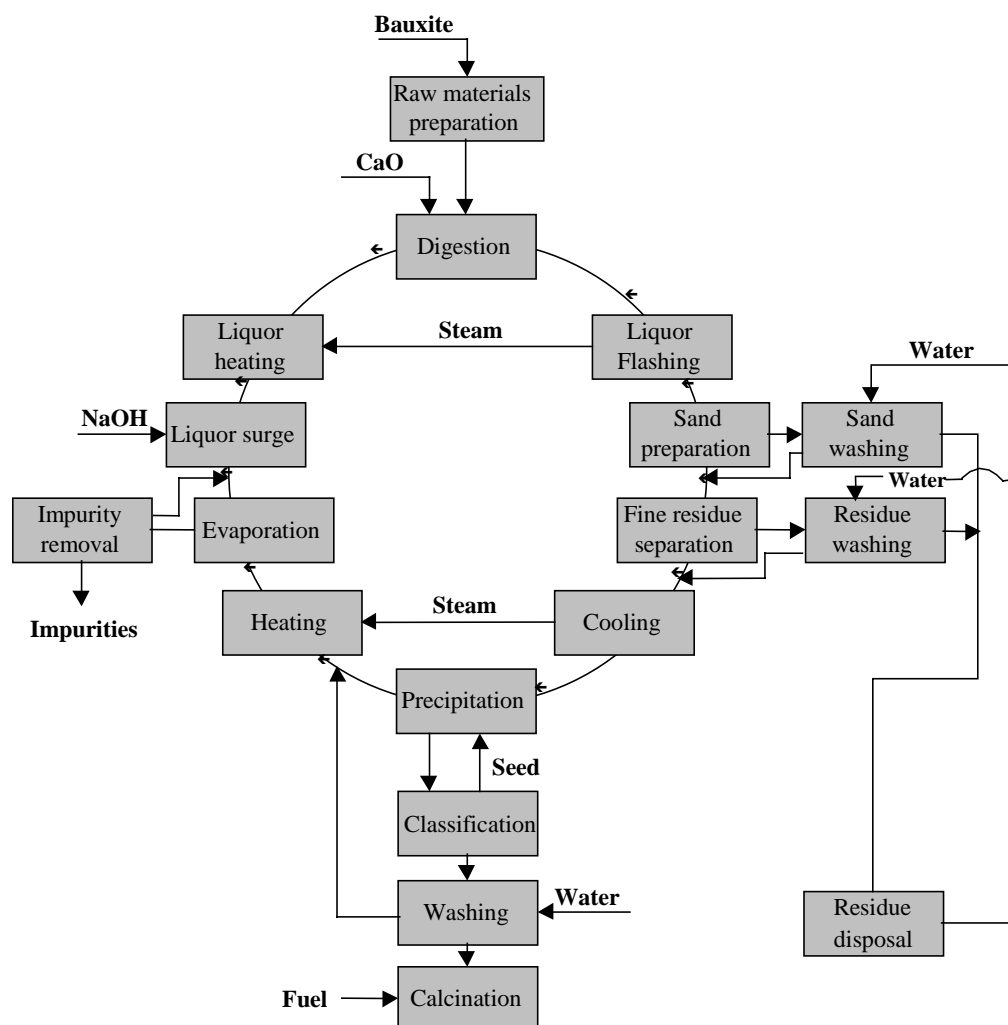 Bauxite
Raw materials
preparation
CaO
Digestion
Liquor
heating
Steam
Liquor
Flashing
Water
NaOH
Liquor surge
Sand
preparation
Sand
washing
Water
Impurity
removal
Evaporation
Fine residue
separation
Residue
washing
Impurities
Heating
Steam
Cooling
Precipitation
Seed
Classification
Washing
Water
Residue
disposal
Fuel
Calcination